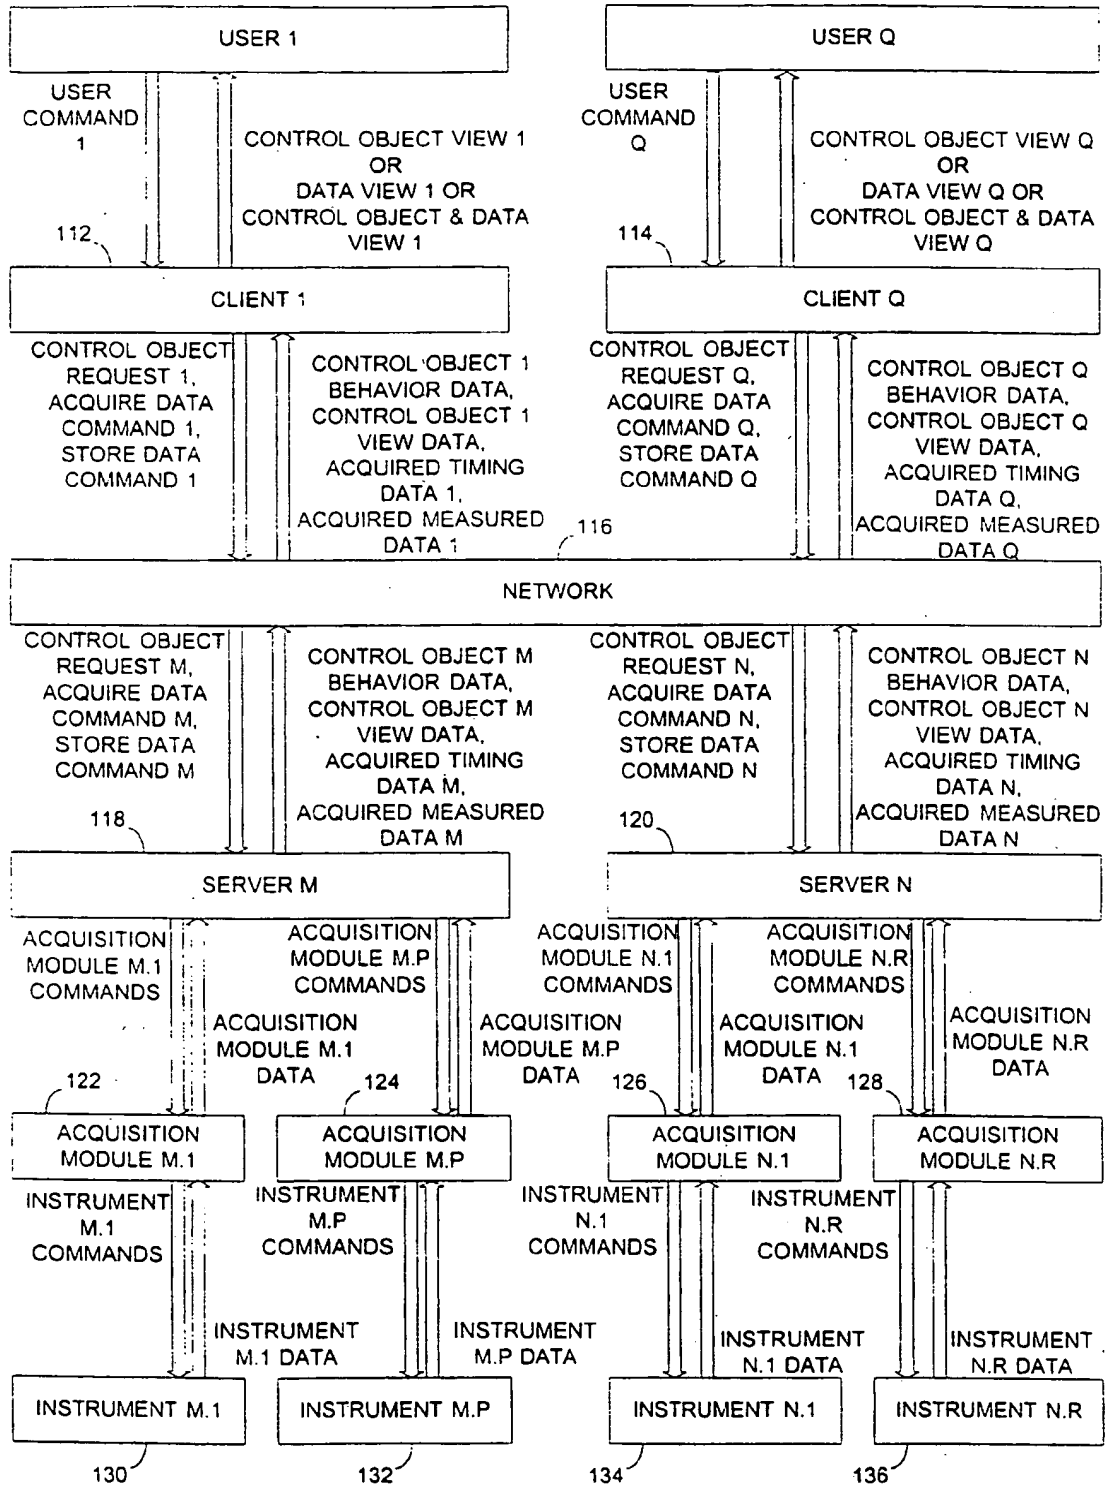 USER 1
USER Q
USER
COMMAND
1
CONTROL OBJECT VIEW 1
OR
DATA VIEW 1 OR
CONTROL OBJECT & DATA
VIEW 1
USER
COMMAND
Q
CONTROL OBJECT VIEW Q
OR
DATA VIEW Q OR
CONTROL OBJECT & DATA
VIEW Q
112
114
CLIENT 1
CLIENT Q
CONTROL OBJECT
REQUEST 1,
ACQUIRE DATA
COMMAND 1,
STORE DATA
COMMAND 1
CONTROL OBJECT 1
BEHAVIOR DATA,
CONTROL OBJECT 1
VIEW DATA,
ACQUIRED TIMING
DATA 1,
ACQUIRED MEASURED
DATA 1
CONTROL OBJECT
REQUEST Q,
ACQUIRE DATA
COMMAND Q,
STORE DATA
COMMAND Q
CONTROL OBJECT Q
BEHAVIOR DATA,
CONTROL OBJECT Q
VIEW DATA,
ACQUIRED TIMING
DATA Q,
ACQUIRED MEASURED
DATA Q
116
NETWORK
CONTROL OBJECT
REQUEST M,
ACQUIRE DATA
COMMAND M,
STORE DATA
COMMAND M
CONTROL OBJECT M
BEHAVIOR DATA,
CONTROL OBJECT M
VIEW DATA,
ACQUIRED TIMING
DATA M,
ACQUIRED MEASURED
DATA M
CONTROL OBJECT
REQUEST N,
ACQUIRE DATA
COMMAND N,
STORE DATA
COMMAND N
CONTROL OBJECT N
BEHAVIOR DATA,
CONTROL OBJECT N
VIEW DATA,
ACQUIRED TIMING
DATA N,
ACQUIRED MEASURED
DATA N
118
120
SERVER M
SERVER N
ACQUISITION
MODULE M.1
COMMANDS
ACQUISITION
MODULE M.P
COMMANDS
ACQUISITION
MODULE N.1
COMMANDS
ACQUISITION
MODULE N.R
COMMANDS
ACQUISITION
MODULE M.1
DATA
ACQUISITION
MODULE M.P
DATA
ACQUISITION
MODULE N.1
DATA
ACQUISITION
MODULE N.R
DATA
122
124
126
128
ACQUISITION
MODULE M.1
ACQUISITION
MODULE M.P
ACQUISITION
MODULE N.1
ACQUISITION
MODULE N.R
INSTRUMENT
M.1
COMMANDS
INSTRUMENT
M.P
COMMANDS
INSTRUMENT
N.1
COMMANDS
INSTRUMENT
N.R
COMMANDS
INSTRUMENT
M.1 DATA
INSTRUMENT
M.P DATA
INSTRUMENT
N.1 DATA
INSTRUMENT
N.R DATA
INSTRUMENT M.1
INSTRUMENT M.P
INSTRUMENT N.1
INSTRUMENT N.R
130
132
134
136